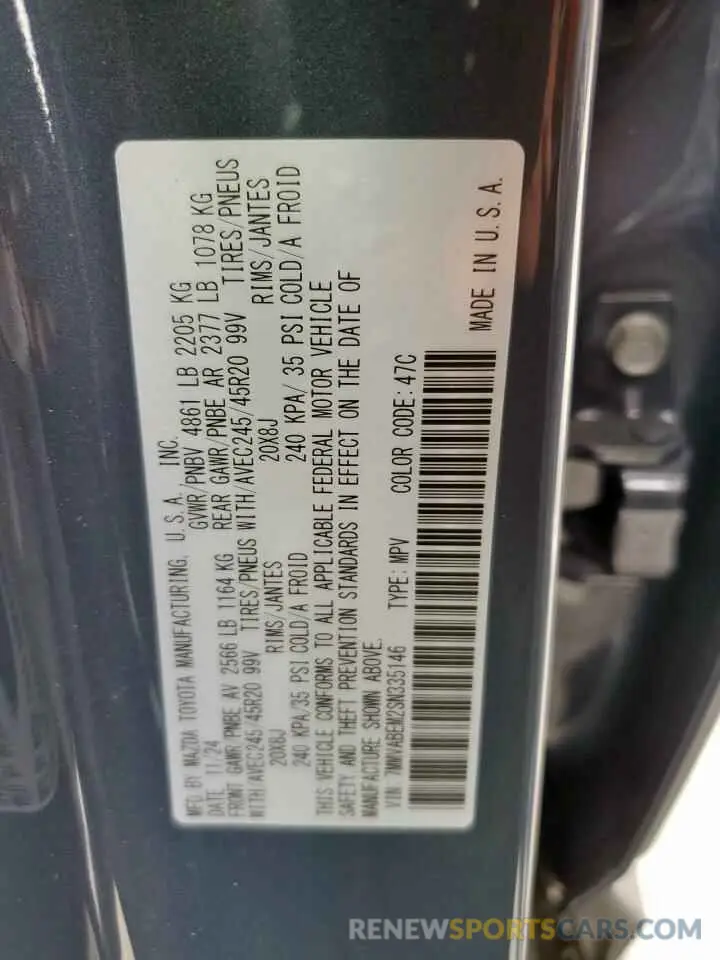 MFD BY MAZDA TOYOTA MANUFACTURING, U.S.A. INC.
DATE 11/24 GVWR/PNBV 4861 LB 2205 KG
FRONT GAWR/PNBE AV 2566 LB 1164 KG REAR GAWR/PNBE AR 2377 LB 1078 KG
WITH/AVEC245/45R20 99V TIRES/PNEUS WITH/AVEC245/45R20 99V TIRES/PNEUS
20X8J RIMS/JANTES 20X8J RIMS/JANTES
240 KPA/35 PSI COLD/A FROID 240 KPA/ 35 PSI COLD/A FROID
THIS VEHICLE CONFORMS TO ALL APPLICABLE FEDERAL MOTOR VEHICLE
SAFETY AND THEFT PREVENTION STANDARDS IN EFFECT ON THE DATE OF
MANUFACTURE SHOWN ABOVE.
VIN: 7MMVABEM2SN335146 TYPE: MPV COLOR CODE: 47C
MADE IN U.S.A.
RENEWSPORTSCARS.COM